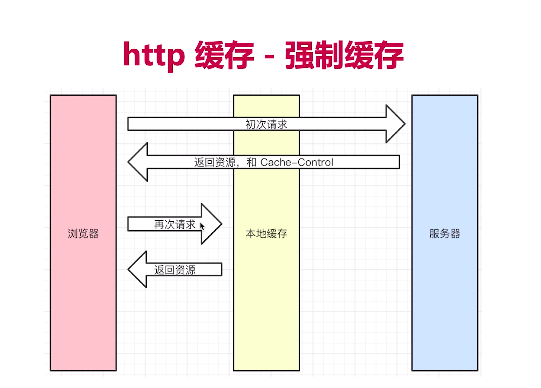 http 缓存 - 强制缓存
初次请求
返回资源，和 Cache-Control
再次请求
浏览器
本地缓存
服务器
返回资源